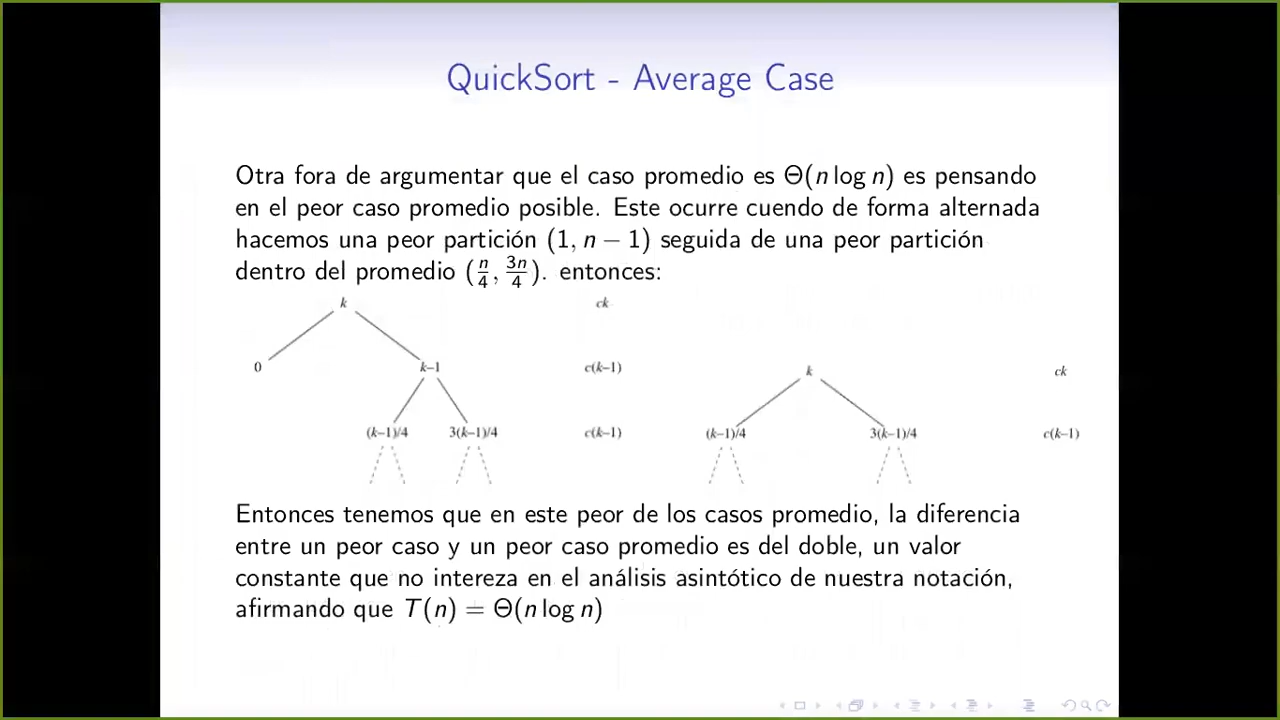 QuickSort - Average Case
Otra fora de argumentar que el caso promedio es Θ(n log n) es pensando
en el peor caso promedio posible. Este ocurre cuendo de forma alternada
hacemos una peor partición (1, n − 1) seguida de una peor partición
dentro del promedio (n/4, 3n/4). entonces:
k ck
0 k−1 c(k−1)
(k−1)/4 3(k−1)/4 c(k−1)
k ck
(k−1)/4 3(k−1)/4 c(k−1)
Entonces tenemos que en este peor de los casos promedio, la diferencia
entre un peor caso y un peor caso promedio es del doble, un valor
constante que no intereza en el análisis asintótico de nuestra notación,
afirmando que T(n) = Θ(n log n)